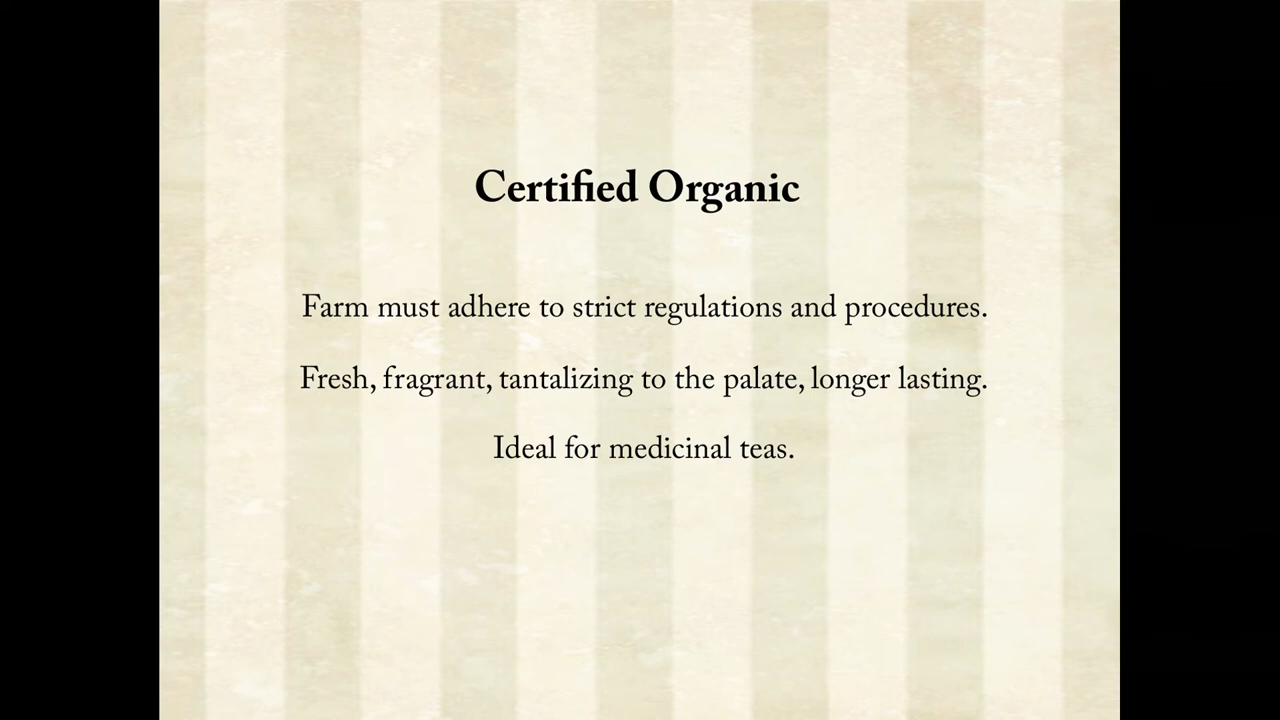 Certified Organic
Farm must adhere to strict regulations and procedures.
Fresh, fragrant, tantalizing to the palate, longer lasting.
Ideal for medicinal teas.